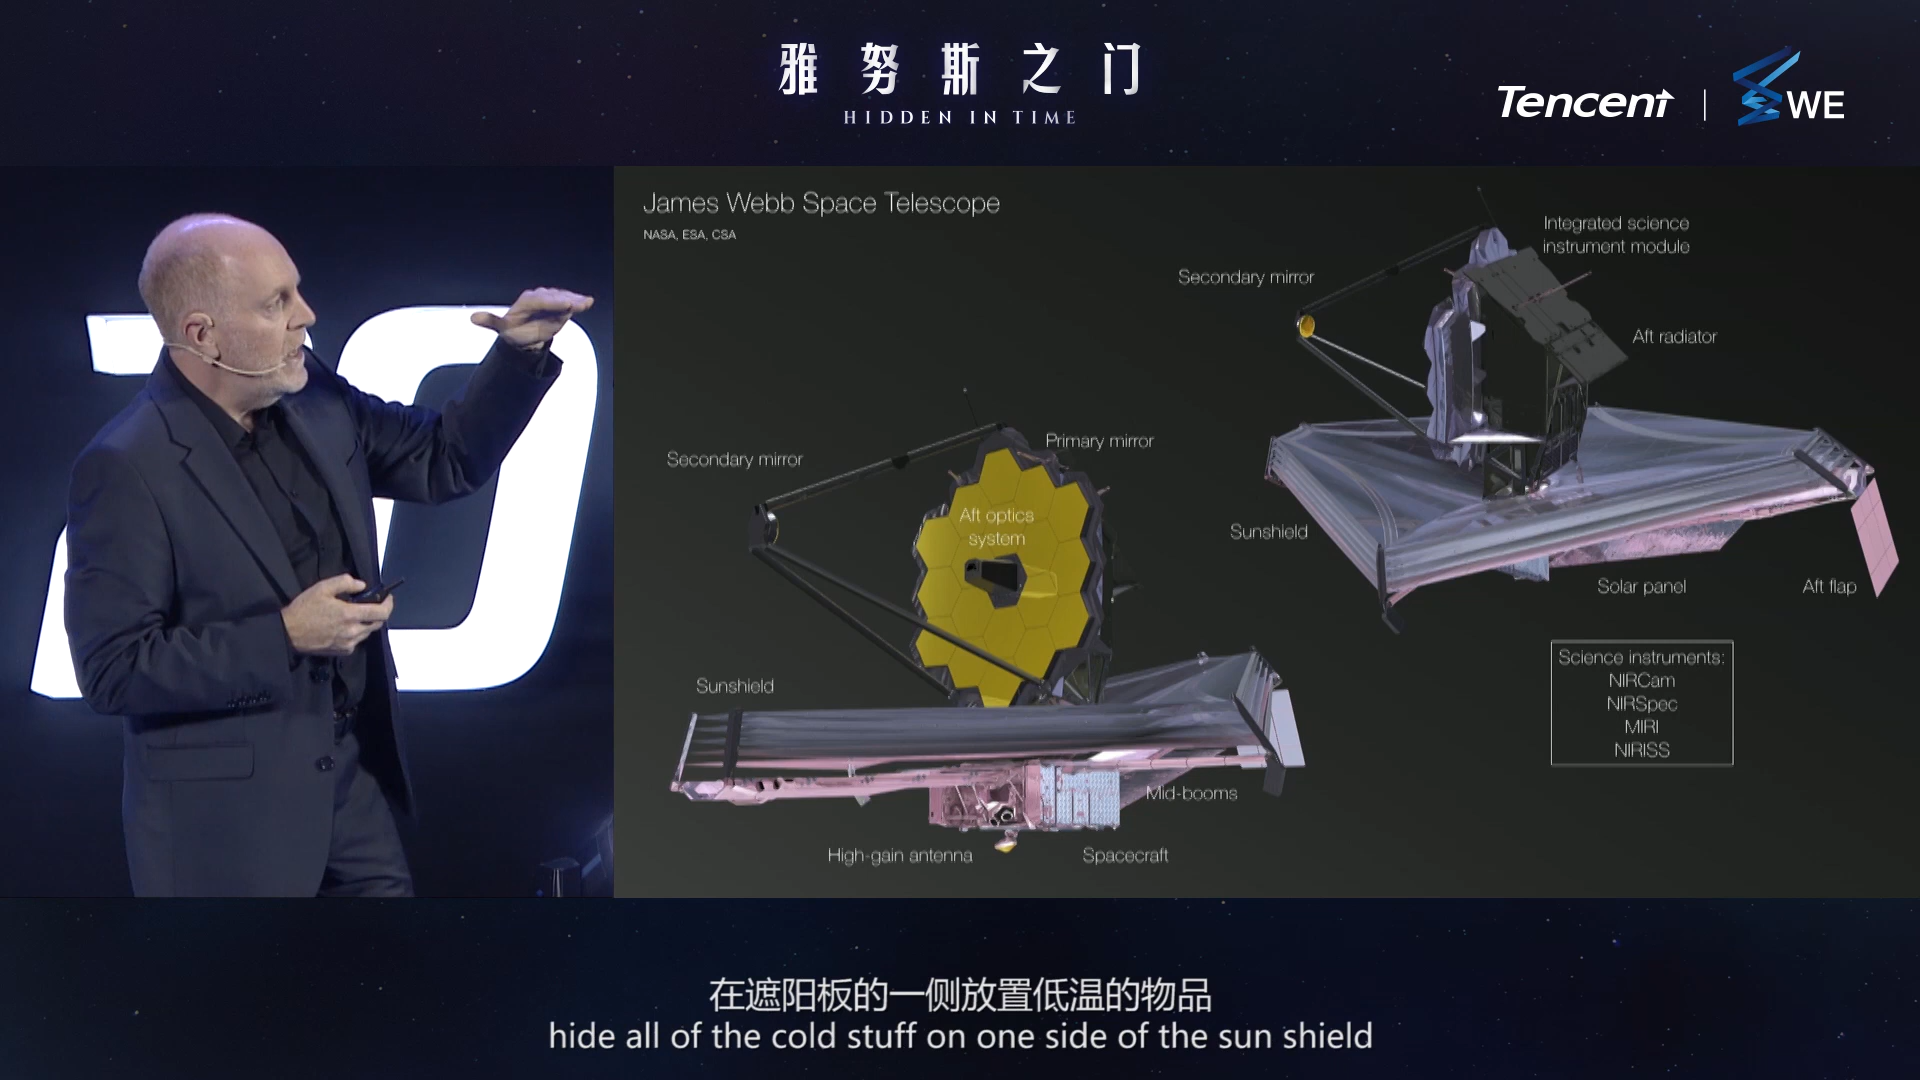 雅努斯之门
HIDDEN IN TIME
Tencent | WE
20
James Webb Space Telescope
NASA, ESA, CSA
Integrated science
instrument module
Secondary mirror
Aft radiator
Primary mirror
Secondary mirror
Aft optics
system
Sunshield
Solar panel
Aft flap
Science instruments:
NIRCam
NIRSpec
MIRI
NIRISS
Sunshield
Mid-booms
High-gain antenna
Spacecraft
在遮阳板的一侧放置低温的物品
hide all of the cold stuff on one side of the sun shield